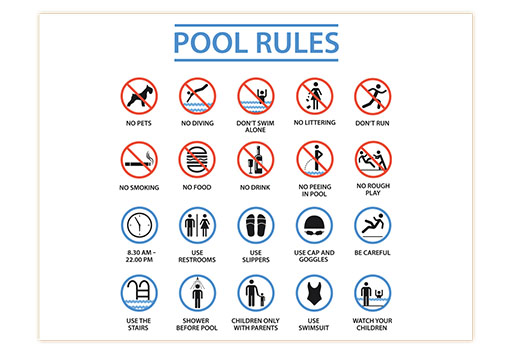 POOL RULES
NO PETS
NO DIVING
DON'T SWIM
ALONE
NO LITTERING
DON'T RUN
NO SMOKING
NO FOOD
NO DRINK
NO PEEING
IN POOL
NO ROUGH
PLAY
8.30 AM –
22.00 PM
USE
RESTROOMS
USE
SLIPPERS
USE CAP AND
GOGGLES
BE CAREFUL
USE THE
STAIRS
SHOWER
BEFORE POOL
CHILDREN ONLY
WITH PARENTS
USE
SWIMSUIT
WATCH YOUR
CHILDREN